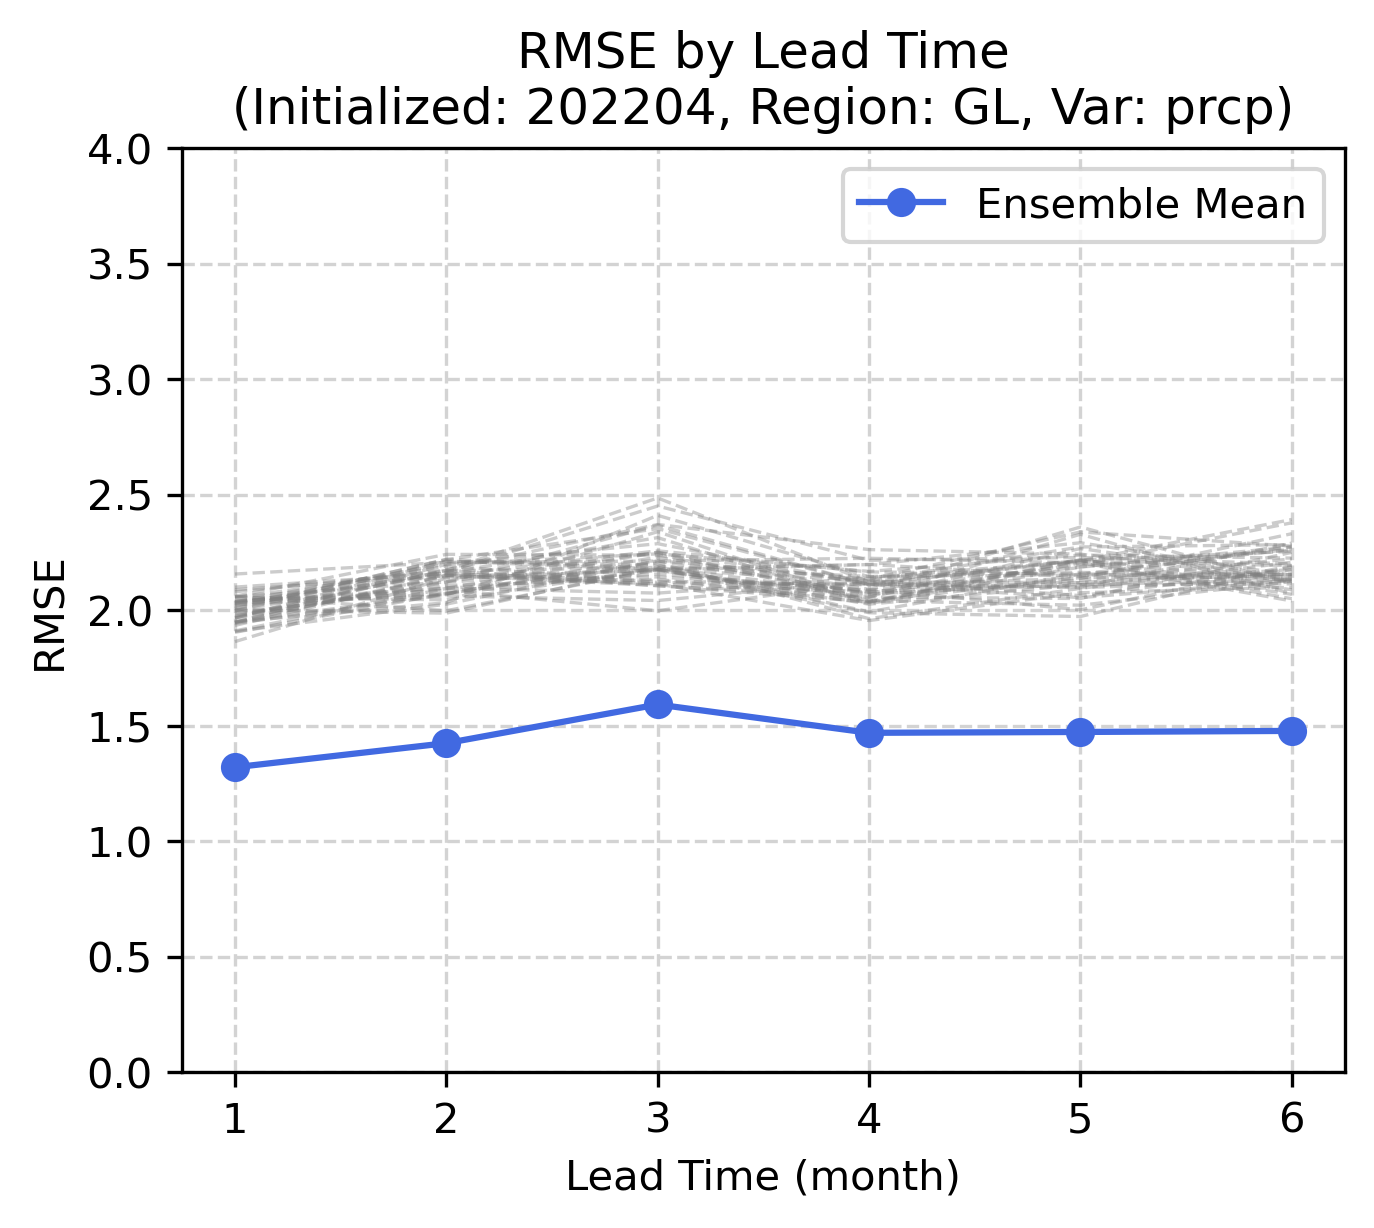 RMSE by Lead Time
(Initialized: 202204, Region: GL, Var: prcp)
4.0
3.5
3.0
2.5
2.0
1.5
1.0
0.5
0.0
RMSE
Ensemble Mean
1 2 3 4 5 6
Lead Time (month)